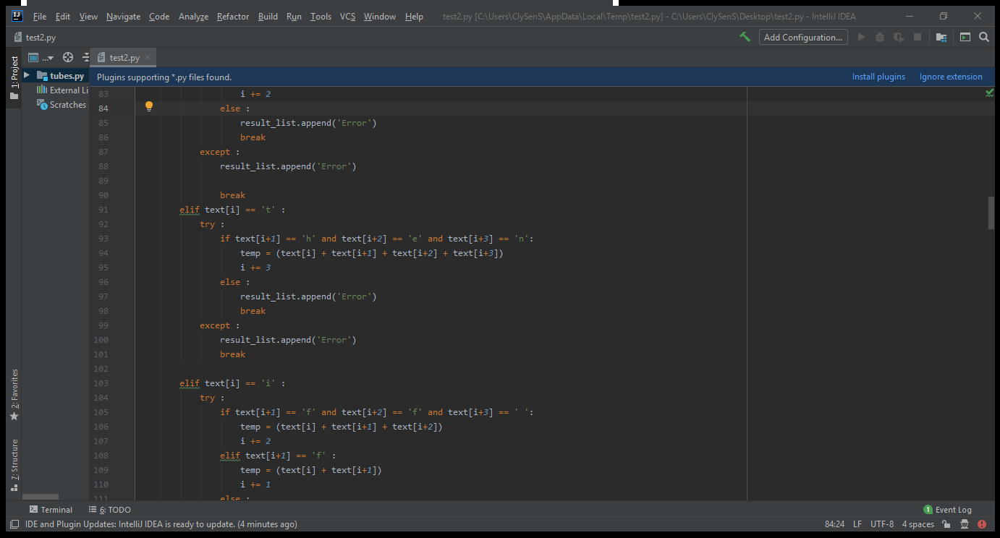 File Edit View Navigate Code Analyze Refactor Build Run Tools VCS Window Help test2.py [C:\Users\ClySenS\AppData\Local\Temp\test2.py] - C:\Users\ClySenS\Desktop\test2.py - IntelliJ IDEA
test2.py Add Configuration...
1: Project
... test2.py
tubes.py
External Li
Scratches
Plugins supporting *.py files found. Install plugins Ignore extension
83 i += 2
84 else :
85 result_list.append('Error')
86 break
87 except :
88 result_list.append('Error')
89
90 break
91 elif text[i] == 't' :
92 try :
93 if text[i+1] == 'h' and text[i+2] == 'e' and text[i+3] == 'n':
94 temp = (text[i] + text[i+1] + text[i+2] + text[i+3])
95 i += 3
96 else :
97 result_list.append('Error')
98 break
99 except :
100 result_list.append('Error')
101 break
102
103 elif text[i] == 'i' :
104 try :
105 if text[i+1] == 'f' and text[i+2] == 'f' and text[i+3] == ' ':
106 temp = (text[i] + text[i+1] + text[i+2])
107 i += 2
108 elif text[i+1] == 'f' :
109 temp = (text[i] + text[i+1])
110 i += 1
111 else :
2: Favorites
7: Structure
Terminal 6: TODO 1 Event Log
IDE and Plugin Updates: IntelliJ IDEA is ready to update. (4 minutes ago) 84:24 LF UTF-8 4 spaces